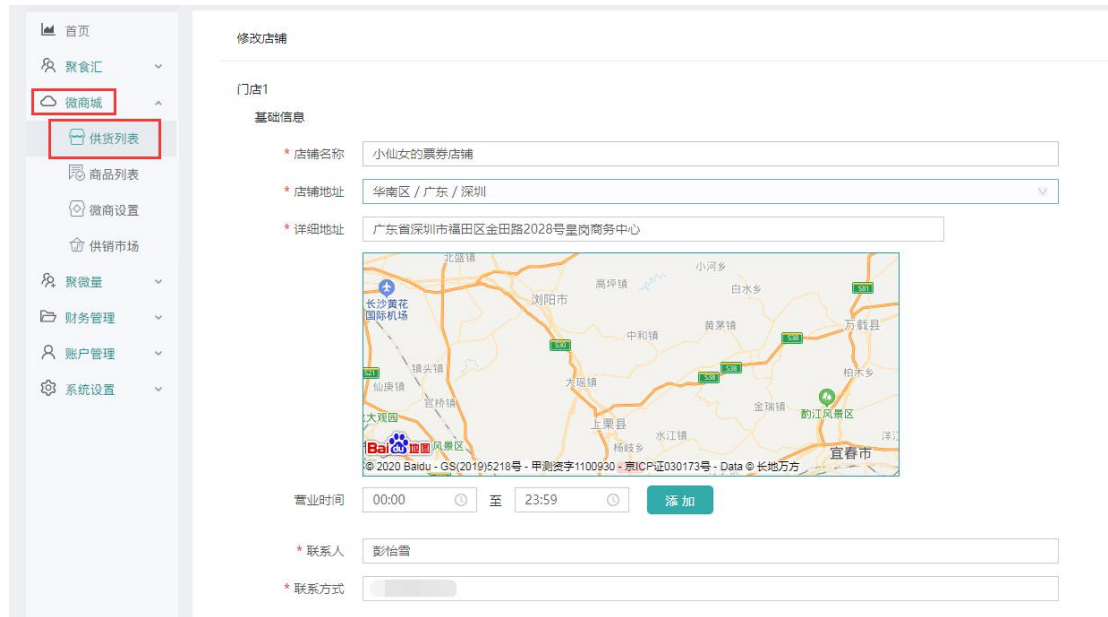 首页
聚食汇
微商城
供货列表
商品列表
微商设置
供销市场
聚微量
财务管理
账户管理
系统设置
修改店铺
门店1
基础信息
* 店铺名称 小仙女的票券店铺
* 店铺地址 华南区 / 广东 / 深圳
* 详细地址 广东省深圳市福田区金田路2028号皇岗商务中心
北盛镇
小河乡
高坪镇
白水乡
S81
长沙黄花
国际机场
浏阳市
黄茅镇
万载县
中和镇
S38
S30
镇头镇
S38
S38
柏木乡
仙庚镇
大瑶镇
官桥镇
金瑞镇
酌江风景区
大观园
上栗县
水江镇
Bai du 地图
风景区
杨岐乡
宜春市
洋江
© 2020 Baidu - GS(2019)5218号 - 甲测资字1100930 - 京ICP证030173号 - Data © 长地万方
营业时间 00:00 至 23:59 添 加
* 联系人 彭怡雪
* 联系方式